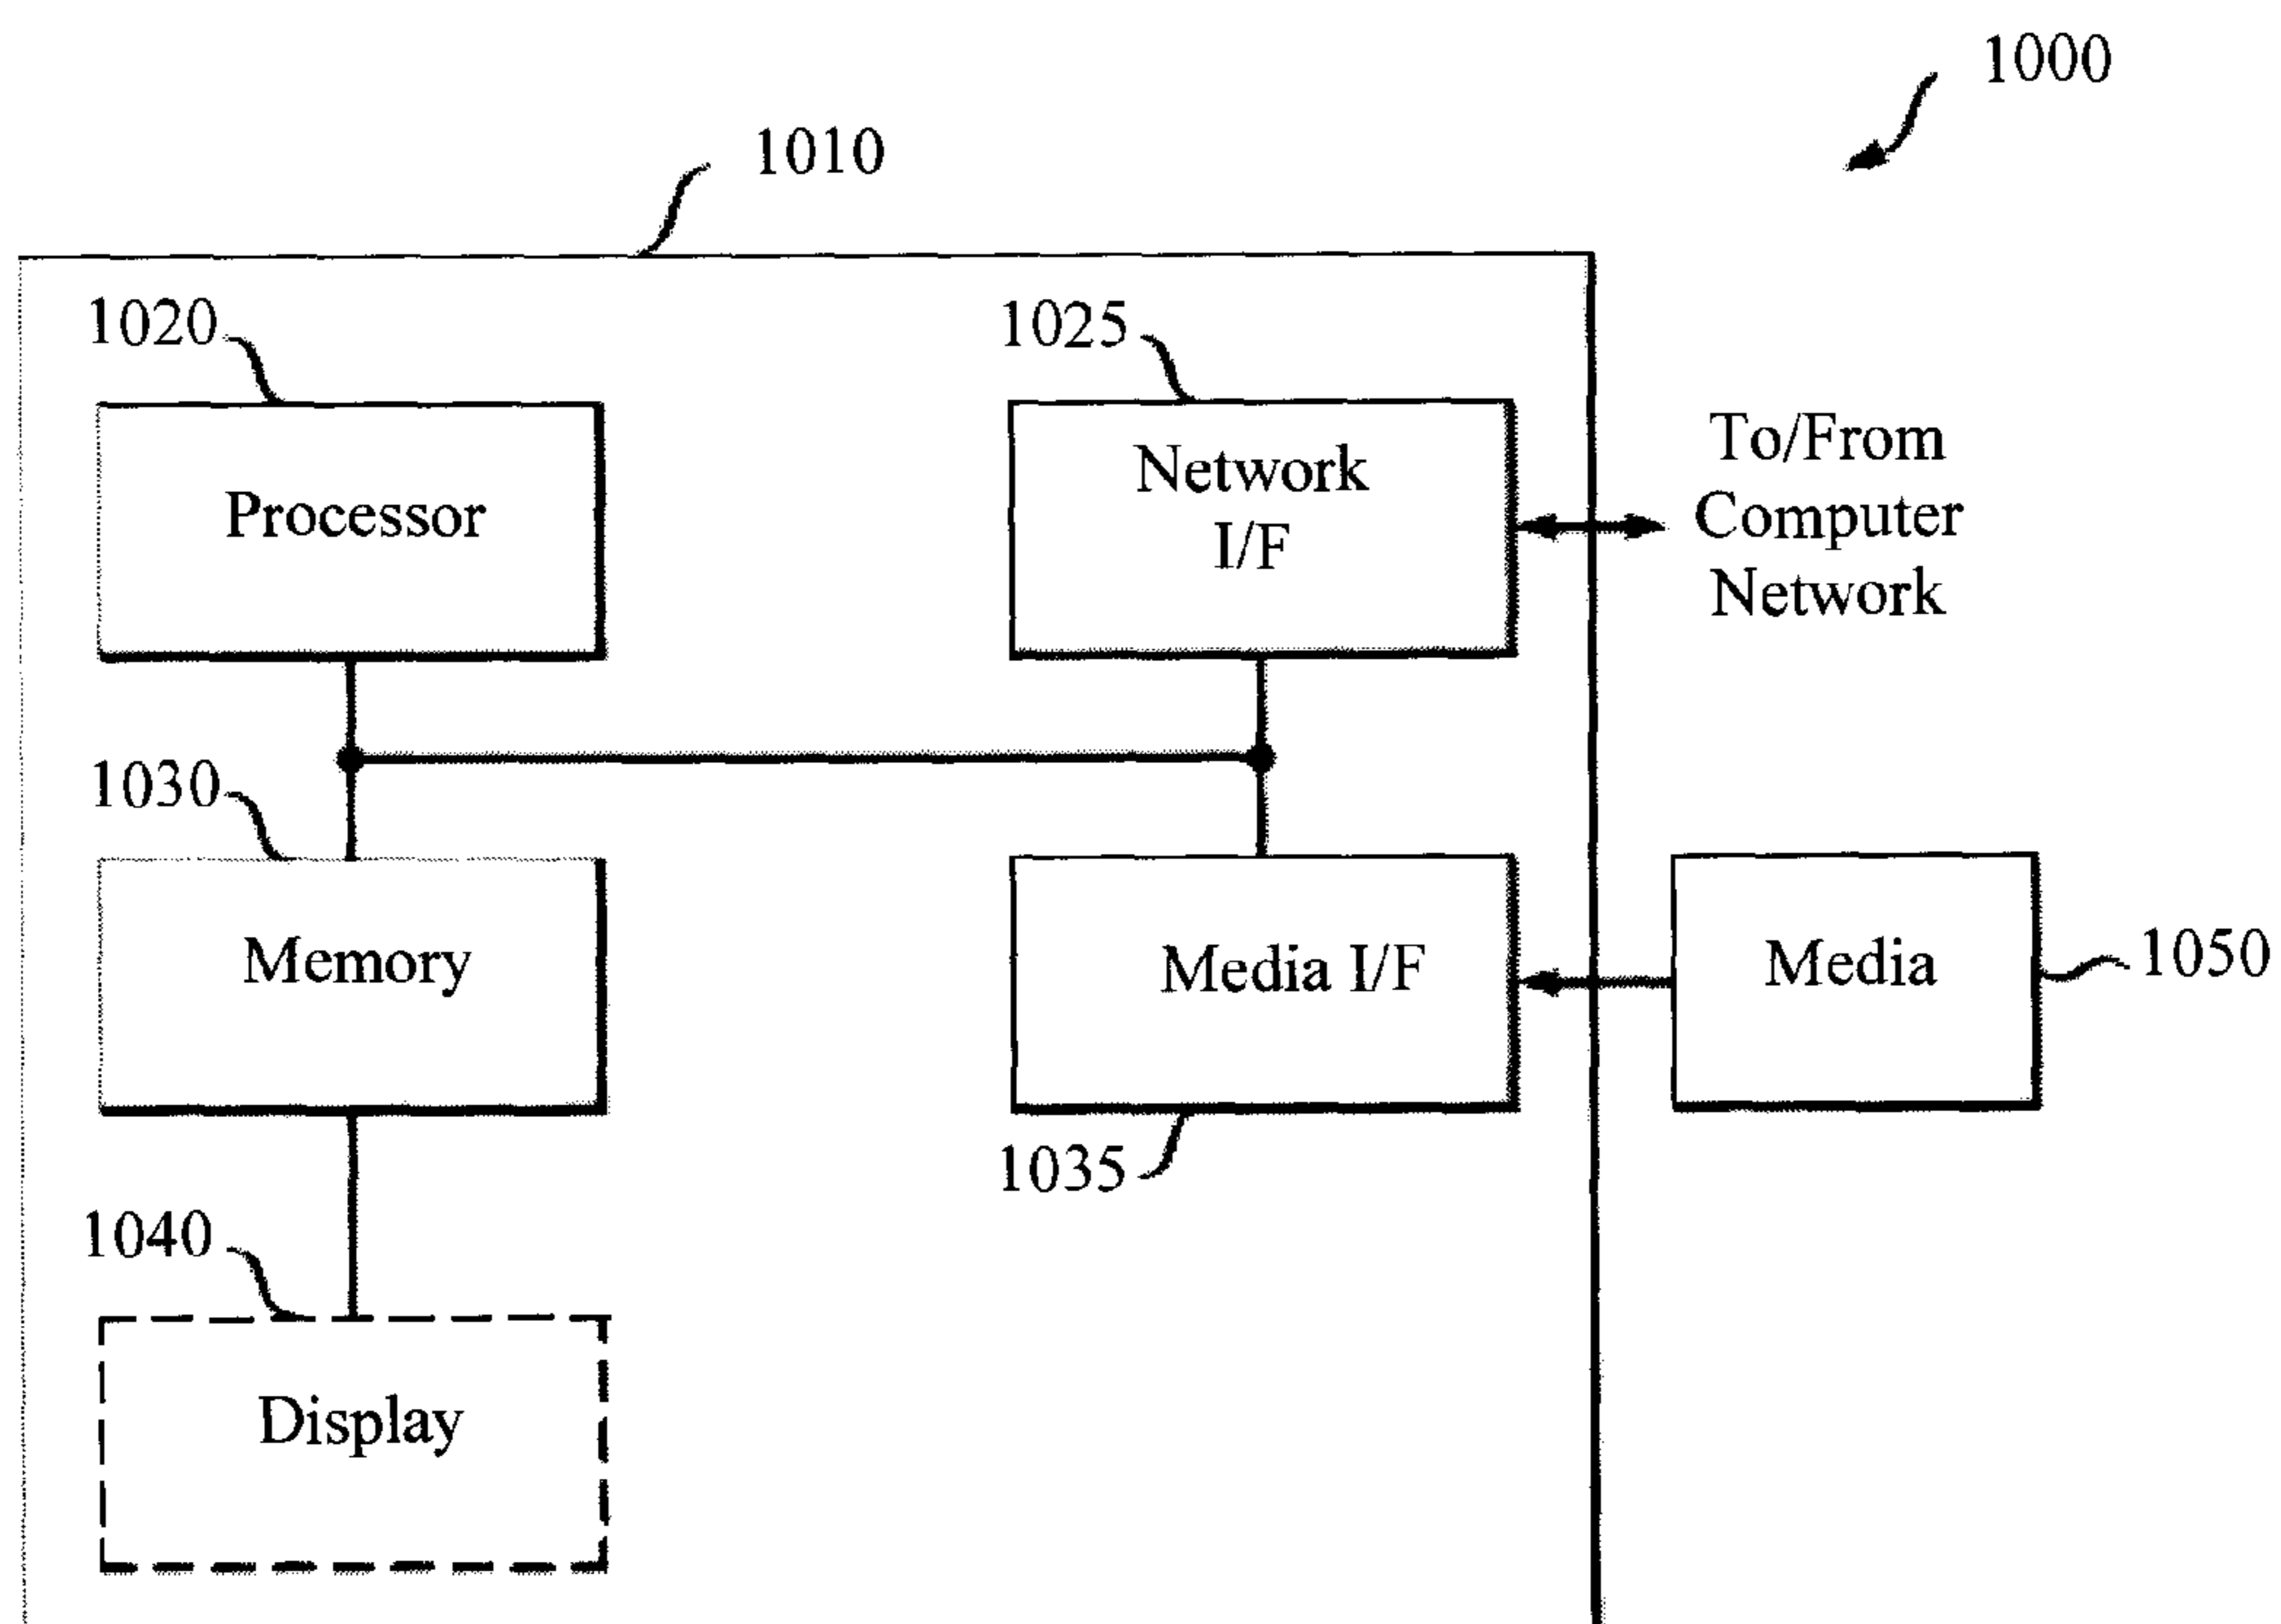 1000
1010
1020
1025
Processor
Network
I/F
To/From
Computer
Network
1030
Memory
Media I/F
Media
1050
1035
1040
Display